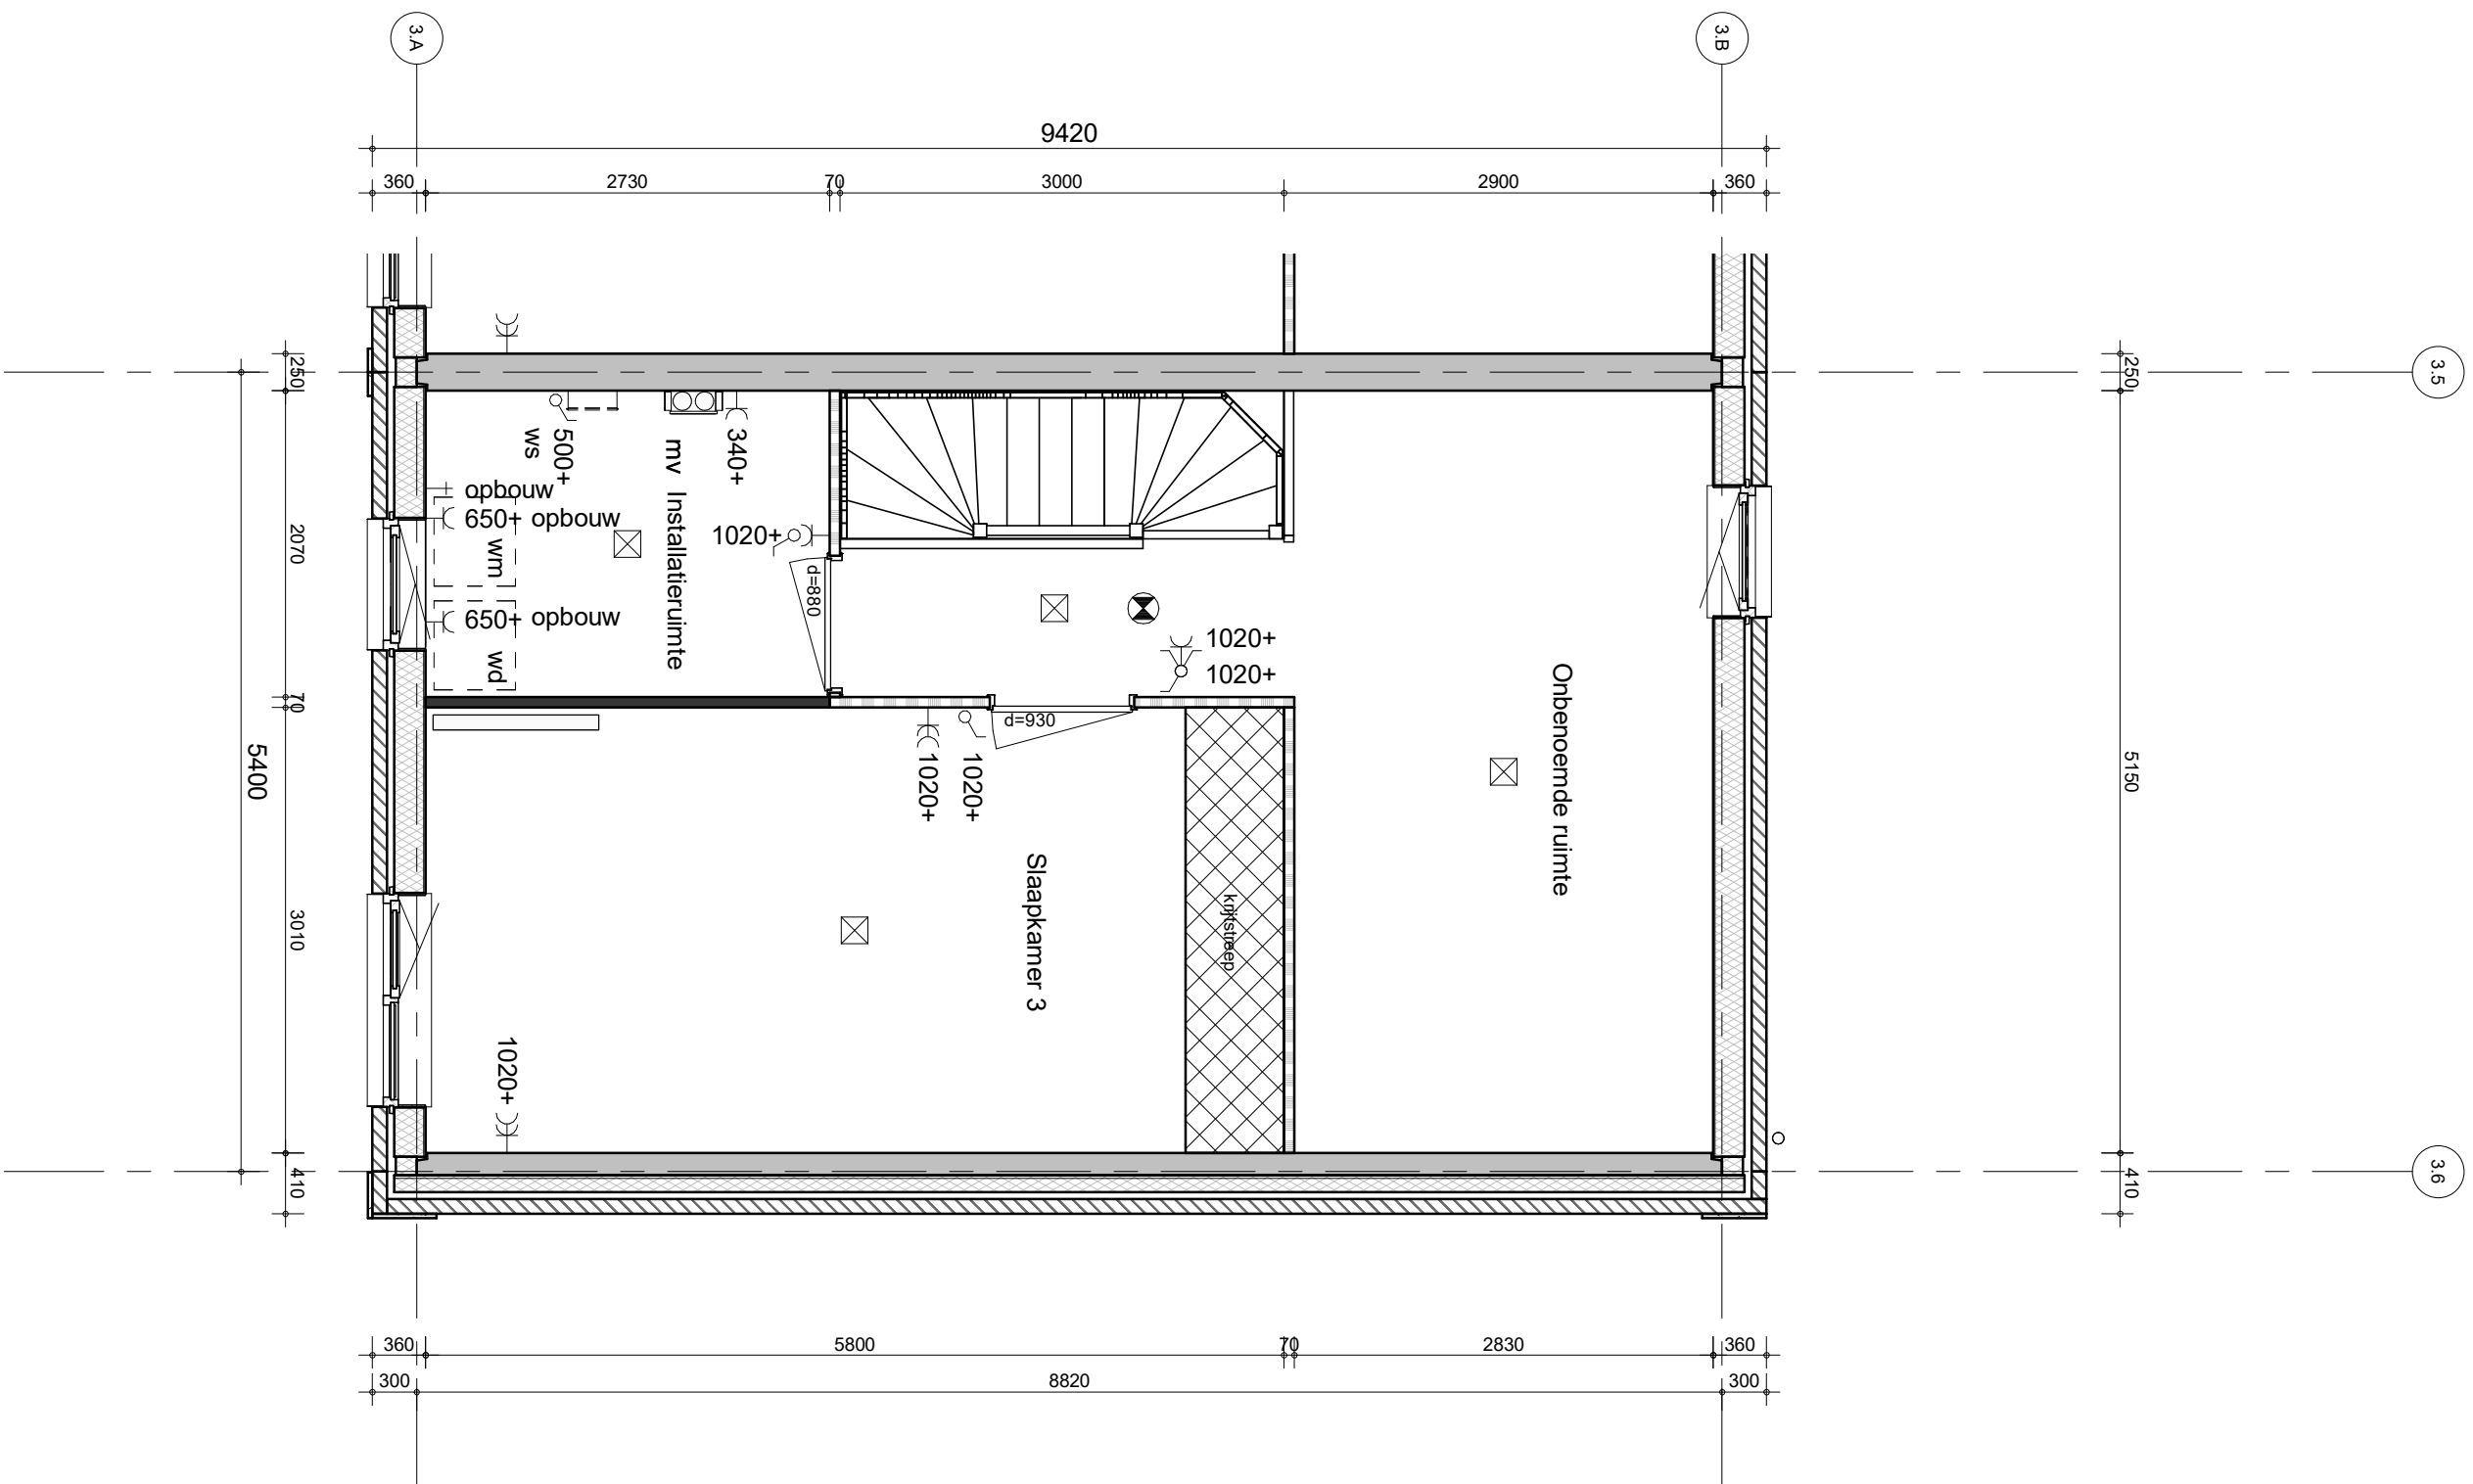 3.A
3.B
9420
360
2730
70
3000
2900
360
250
2070
70
3010
410
5400
250
5150
410
3.5
3.6
ws
500+
mv Installatieruimte
340+
opbouw
650+ opbouw
wm
650+ opbouw
wd
1020+
d=880
1020+
1020+
Onbenoemde ruimte
d=930
1020+
1020+
Slaapkamer 3
krijtstreep
1020+
360
5800
70
2830
360
300
8820
300